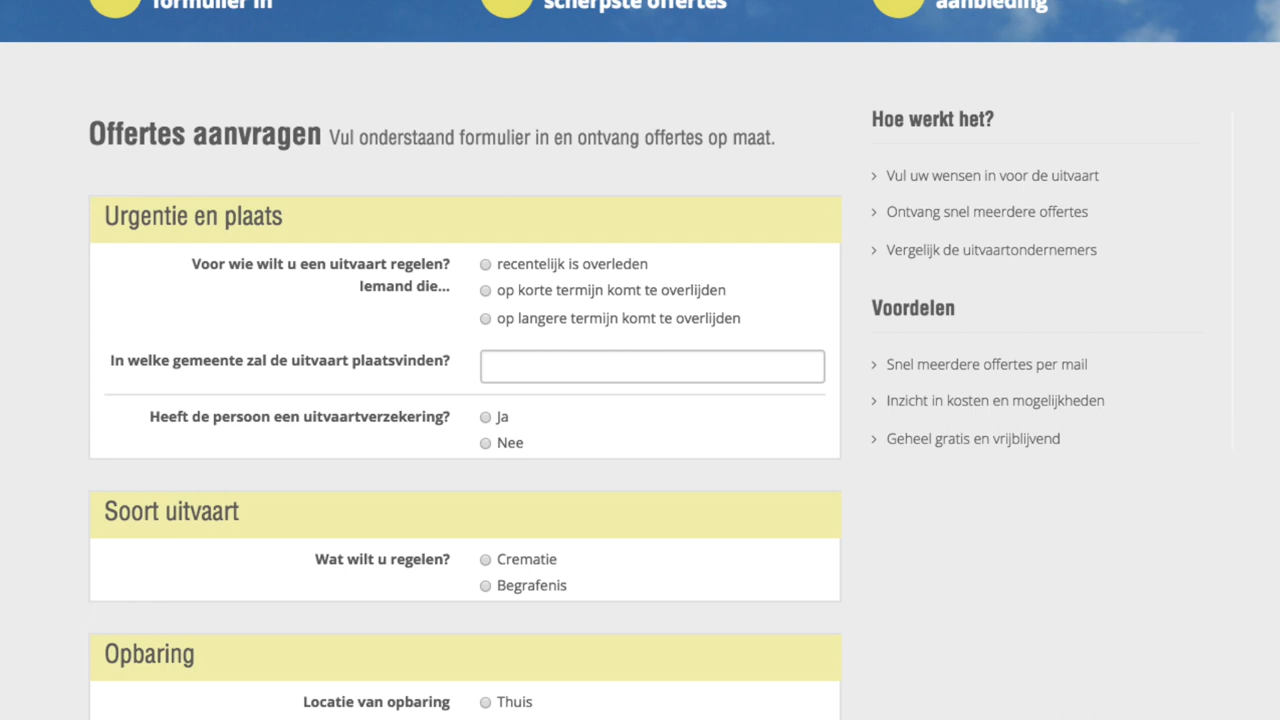 formulier in
scherpste offertes
aanbieding
Offertes aanvragen Vul onderstaand formulier in en ontvang offertes op maat.
Urgentie en plaats
Voor wie wilt u een uitvaart regelen?
Iemand die...
recentelijk is overleden
op korte termijn komt te overlijden
op langere termijn komt te overlijden
In welke gemeente zal de uitvaart plaatsvinden?
Heeft de persoon een uitvaartverzekering?
Ja
Nee
Soort uitvaart
Wat wilt u regelen?
Crematie
Begrafenis
Opbaring
Locatie van opbaring
Thuis
Hoe werkt het?
Vul uw wensen in voor de uitvaart
Ontvang snel meerdere offertes
Vergelijk de uitvaartondernemers
Voordelen
Snel meerdere offertes per mail
Inzicht in kosten en mogelijkheden
Geheel gratis en vrijblijvend